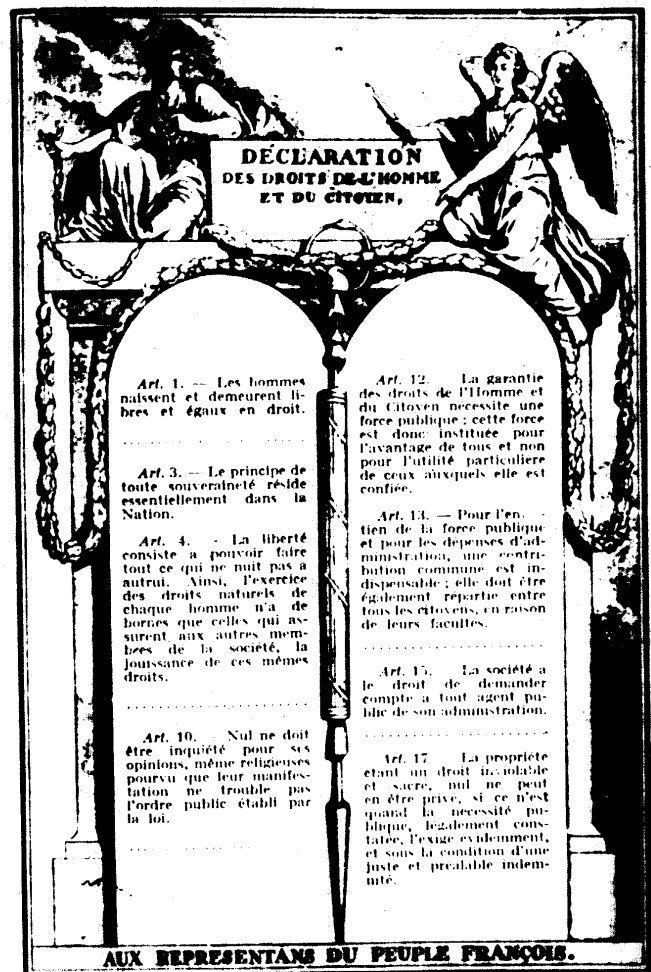 DÉCLARATION
DES DROITS DE L'HOMME
ET DU CITOYEN,
Art. 1. — Les hommes
naissent et demeurent li-
bres et égaux en droit.
Art. 3. — Le principe de
toute souveraineté réside
essentiellement dans la
Nation.
Art. 4. - La liberté
consiste a pouvoir faire
tout ce qui ne nuit pas a
autrui. Ainsi, l'exercice
des droits naturels de
chaque homme n'a de
bornes que celles qui as-
surent aux autres mem-
bres de la société, la
jouissance de ces mêmes
droits.
Art. 10. - Nul ne doit
être inquiété pour ses
opinions, même religieuses
pourvu que leur manifes-
tation ne trouble pas
l'ordre public établi par
la loi.
Art. 12. La garantie
des droits de l'Homme et
du Citoyen nécessite une
force publique ; cette force
est donc instituée pour
l'avantage de tous et non
pour l'utilité particulière
de ceux auxquels elle est
confiée.
Art. 13. — Pour l'en
tien de la force publique
et pour les dépenses d'ad-
ministration, une contri-
bution commune est in-
dispensable ; elle doit être
également répartie entre
tous les citoyens, en raison
de leurs facultés.
Art. 15. La société a
le droit de demander
compte a tout agent pu-
blic de son administration.
Art. 17 La propriété
etant un droit inviolable
et sacre, nul ne peut
en être prive, si ce n'est
quand la nécessité pu-
blique, légalement cons-
tatée, l'exige evidemment,
et sous la condition d'une
juste et préalable indem-
nité.
AUX REPRESENTANS DU PEUPLE FRANÇOIS.